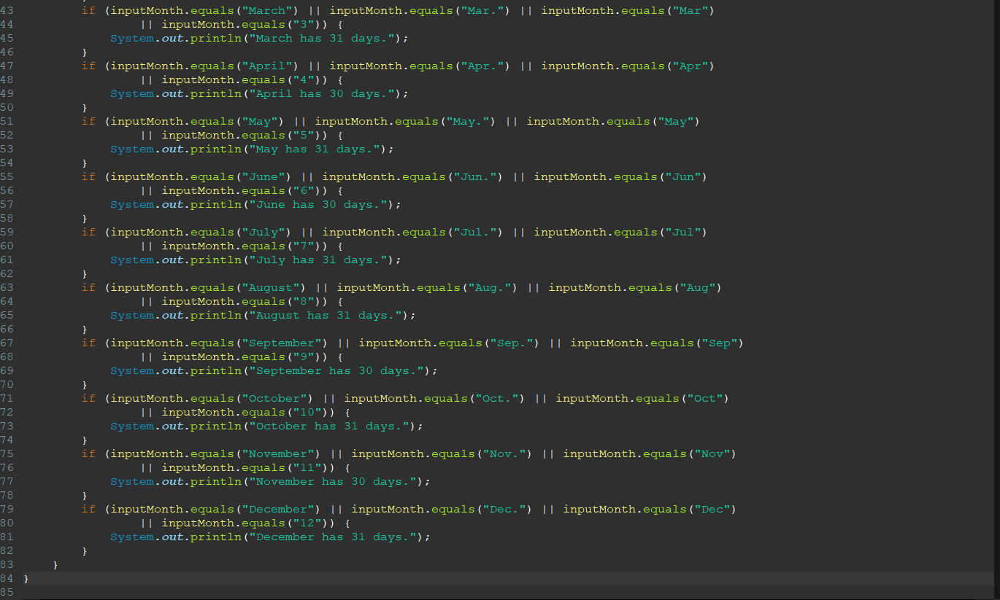 43 if (inputMonth.equals("March") || inputMonth.equals("Mar.") || inputMonth.equals("Mar")
44 || inputMonth.equals("3")) {
45 System.out.println("March has 31 days.");
46 }
47 if (inputMonth.equals("April") || inputMonth.equals("Apr.") || inputMonth.equals("Apr")
48 || inputMonth.equals("4")) {
49 System.out.println("April has 30 days.");
50 }
51 if (inputMonth.equals("May") || inputMonth.equals("May.") || inputMonth.equals("May")
52 || inputMonth.equals("5")) {
53 System.out.println("May has 31 days.");
54 }
55 if (inputMonth.equals("June") || inputMonth.equals("Jun.") || inputMonth.equals("Jun")
56 || inputMonth.equals("6")) {
57 System.out.println("June has 30 days.");
58 }
59 if (inputMonth.equals("July") || inputMonth.equals("Jul.") || inputMonth.equals("Jul")
60 || inputMonth.equals("7")) {
61 System.out.println("July has 31 days.");
62 }
63 if (inputMonth.equals("August") || inputMonth.equals("Aug.") || inputMonth.equals("Aug")
64 || inputMonth.equals("8")) {
65 System.out.println("August has 31 days.");
66 }
67 if (inputMonth.equals("September") || inputMonth.equals("Sep.") || inputMonth.equals("Sep")
68 || inputMonth.equals("9")) {
69 System.out.println("September has 30 days.");
70 }
71 if (inputMonth.equals("October") || inputMonth.equals("Oct.") || inputMonth.equals("Oct")
72 || inputMonth.equals("10")) {
73 System.out.println("October has 31 days.");
74 }
75 if (inputMonth.equals("November") || inputMonth.equals("Nov.") || inputMonth.equals("Nov")
76 || inputMonth.equals("11")) {
77 System.out.println("November has 30 days.");
78 }
79 if (inputMonth.equals("December") || inputMonth.equals("Dec.") || inputMonth.equals("Dec")
80 || inputMonth.equals("12")) {
81 System.out.println("December has 31 days.");
82 }
83 }
84 }
85